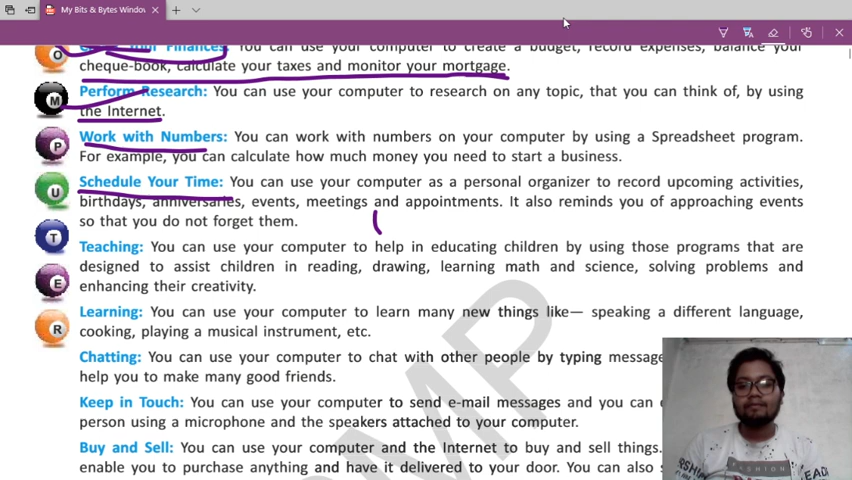 My Bits & Bytes Window
Your Finances: You can use your computer to create a budget, record expenses, balance your
cheque-book, calculate your taxes and monitor your mortgage.
Perform Research: You can use your computer to research on any topic, that you can think of, by using
the Internet.
Work with Numbers: You can work with numbers on your computer by using a Spreadsheet program.
For example, you can calculate how much money you need to start a business.
Schedule Your Time: You can use your computer as a personal organizer to record upcoming activities,
birthdays, anniversaries, events, meetings and appointments. It also reminds you of approaching events
so that you do not forget them.
Teaching: You can use your computer to help in educating children by using those programs that are
designed to assist children in reading, drawing, learning math and science, solving problems and
enhancing their creativity.
Learning: You can use your computer to learn many new things like— speaking a different language,
cooking, playing a musical instrument, etc.
Chatting: You can use your computer to chat with other people by typing message
help you to make many good friends.
Keep in Touch: You can use your computer to send e-mail messages and you can
person using a microphone and the speakers attached to your computer.
Buy and Sell: You can use your computer and the Internet to buy and sell things.
enable you to purchase anything and have it delivered to your door. You can also
O
M
P
U
T
E
R
FASHION